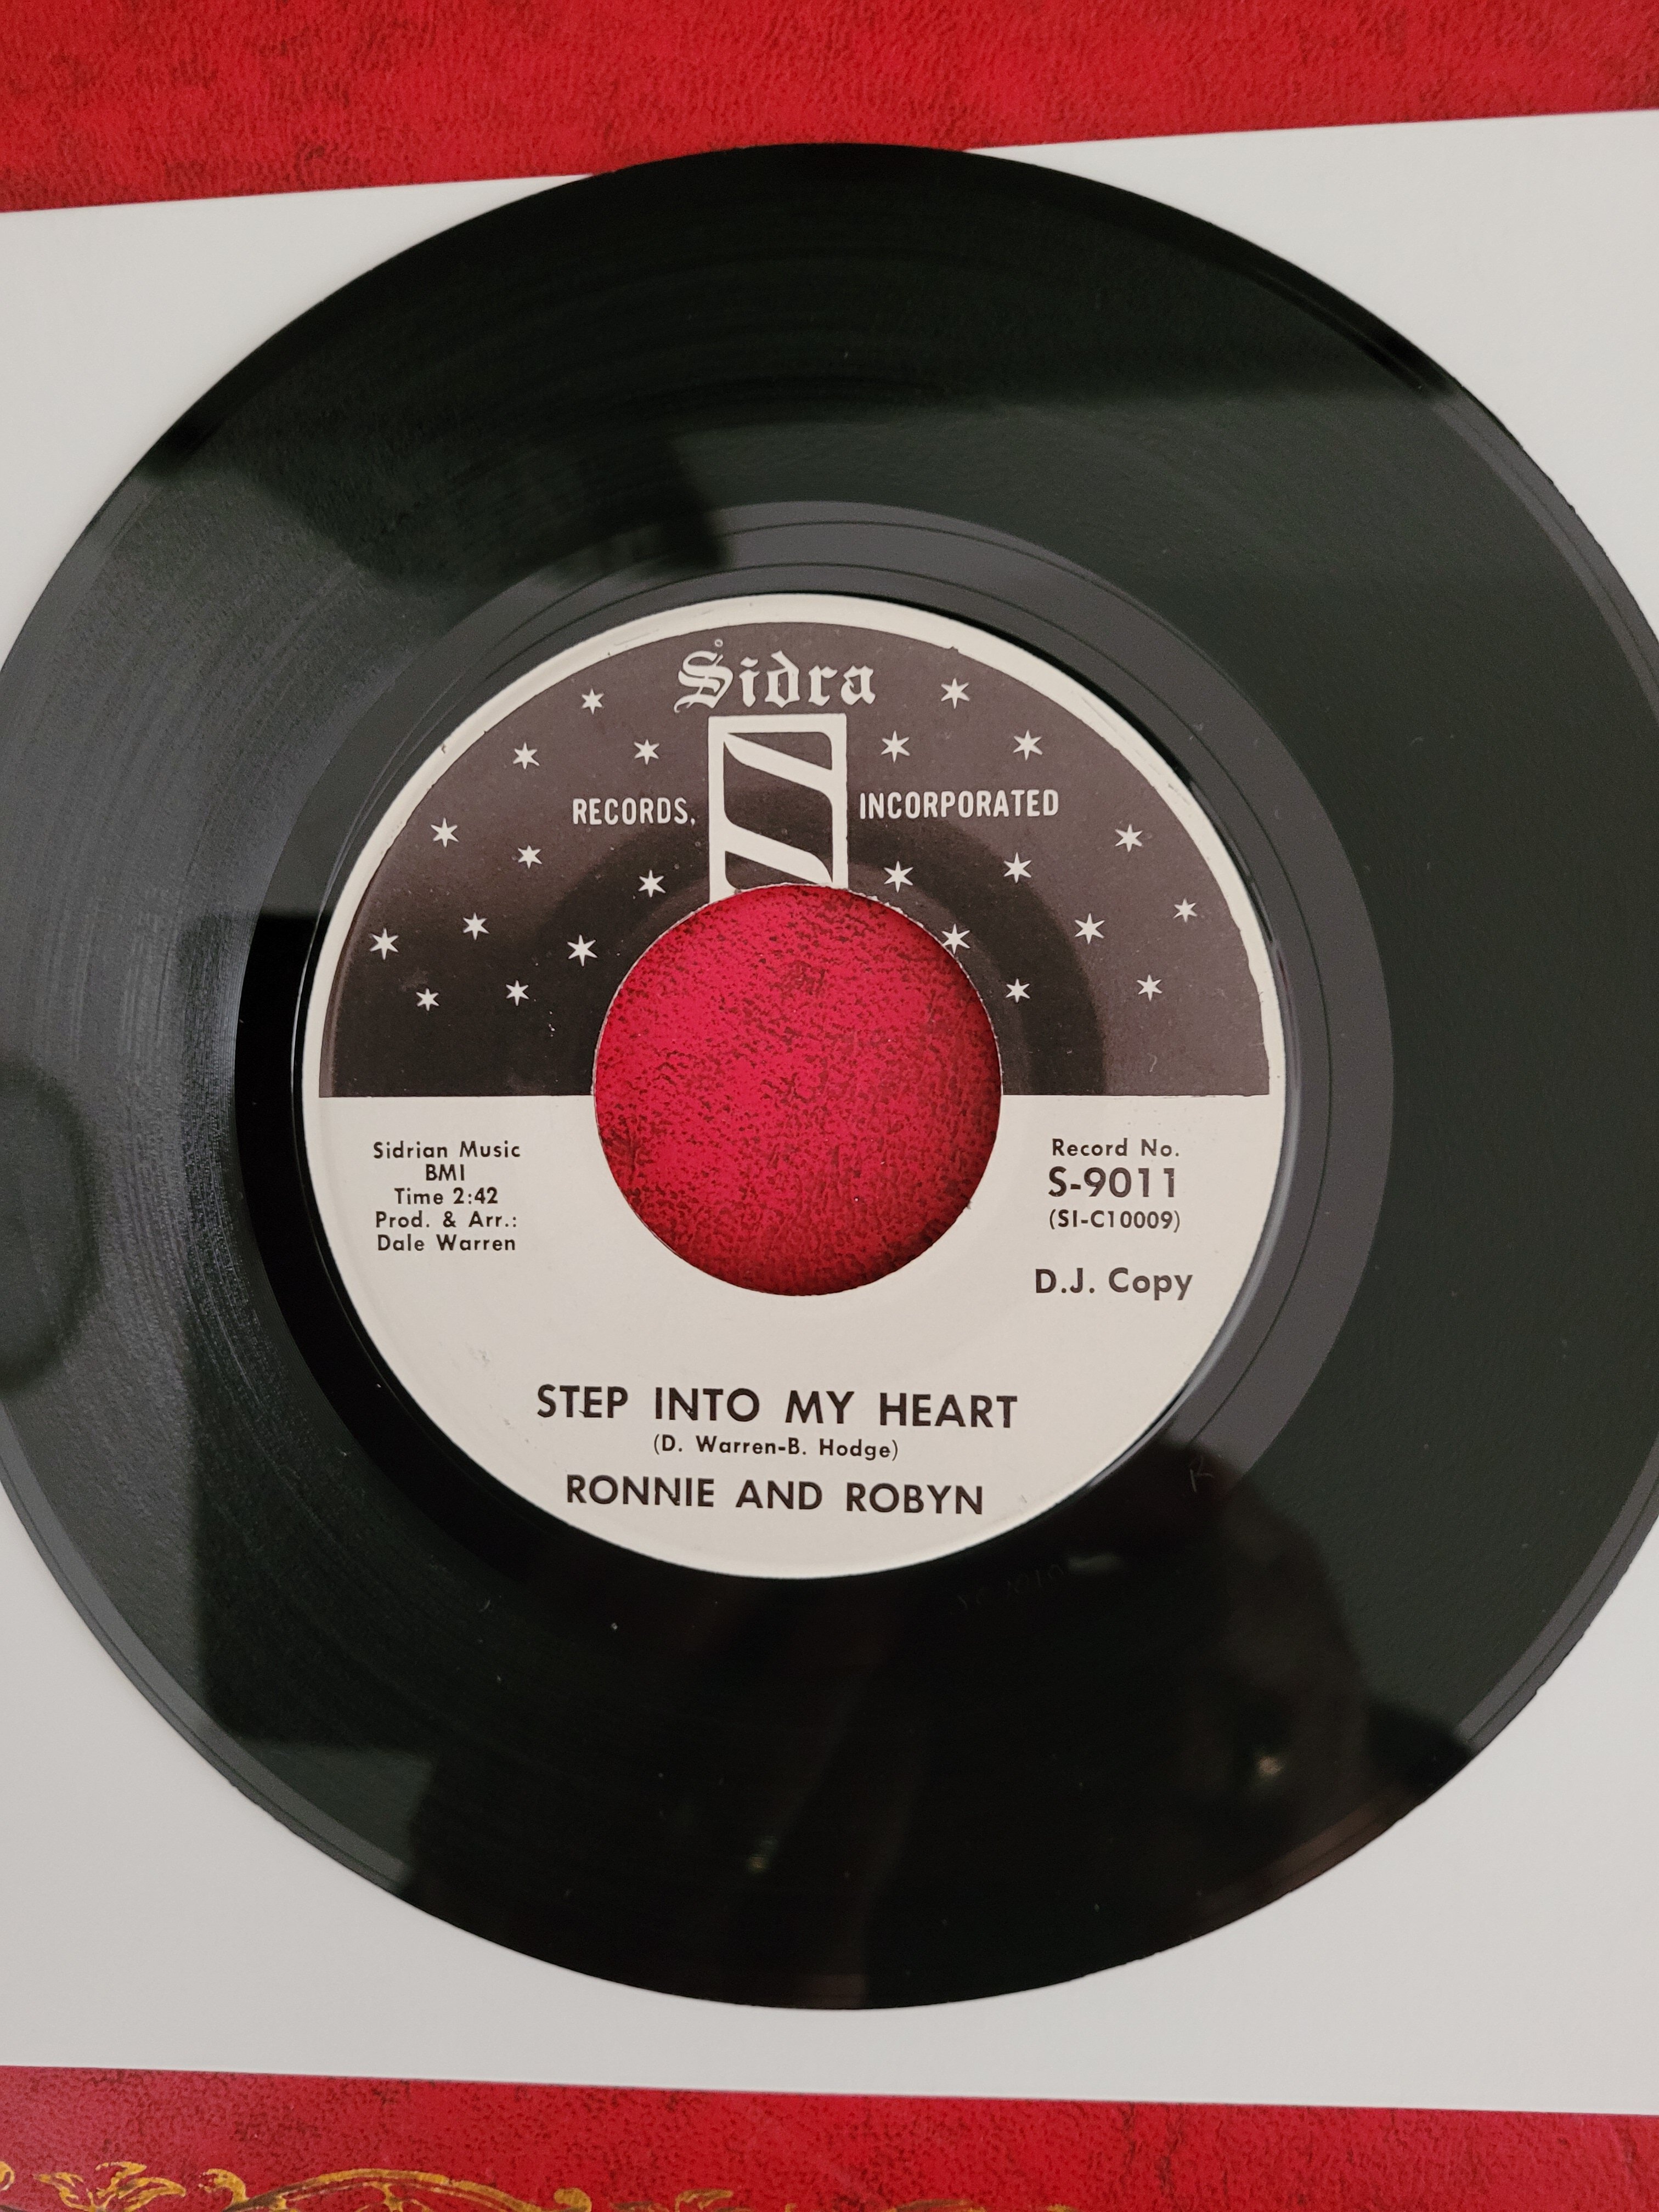 Sidra
RECORDS, INCORPORATED
Sidrian Music
BMI
Time 2:42
Prod. & Arr.:
Dale Warren
Record No.
S-9011
(SI-C10009)
D.J. Copy
STEP INTO MY HEART
(D. Warren-B. Hodge)
RONNIE AND ROBYN